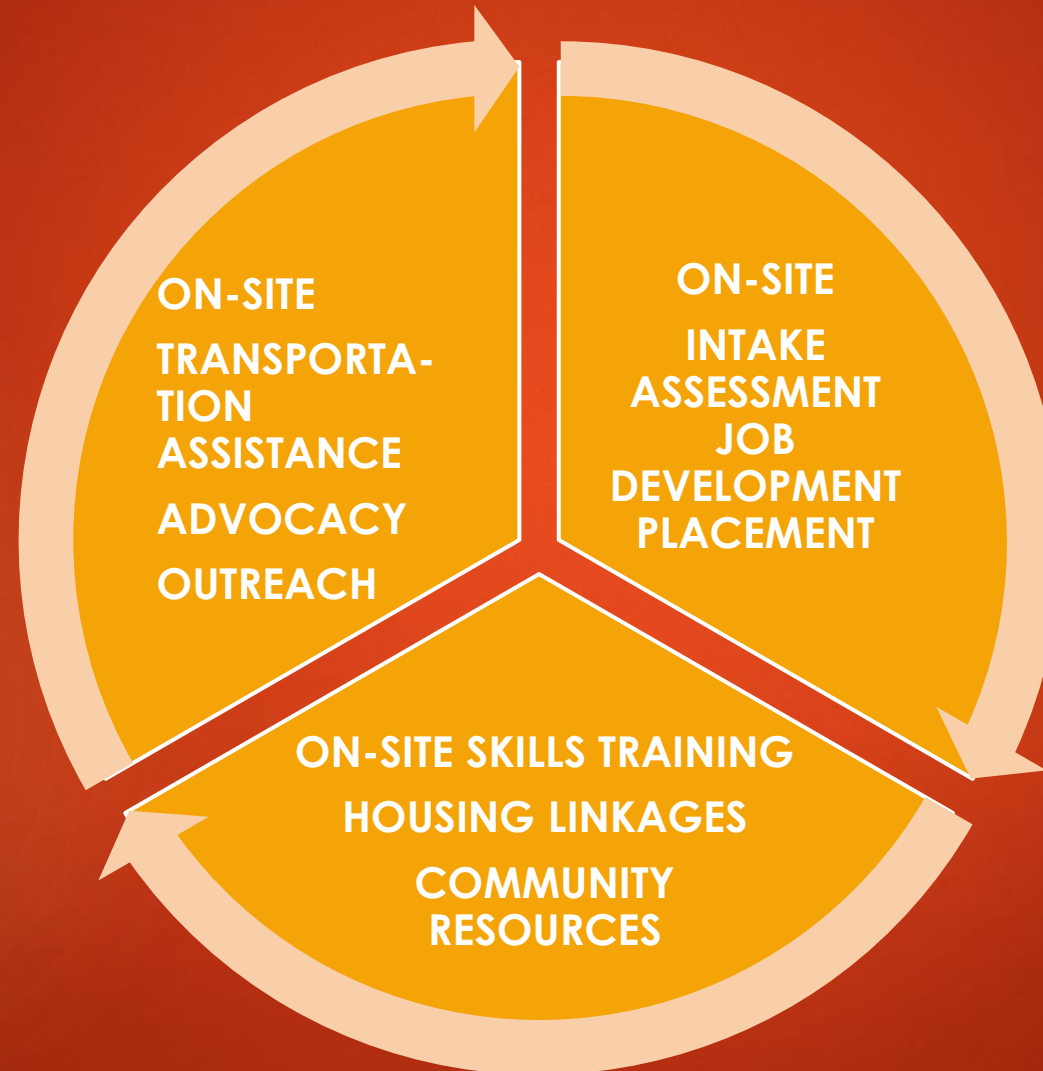 ON-SITE
TRANSPORTA-
TION
ASSISTANCE
ADVOCACY
OUTREACH
ON-SITE
INTAKE
ASSESSMENT
JOB
DEVELOPMENT
PLACEMENT
ON-SITE SKILLS TRAINING
HOUSING LINKAGES
COMMUNITY
RESOURCES